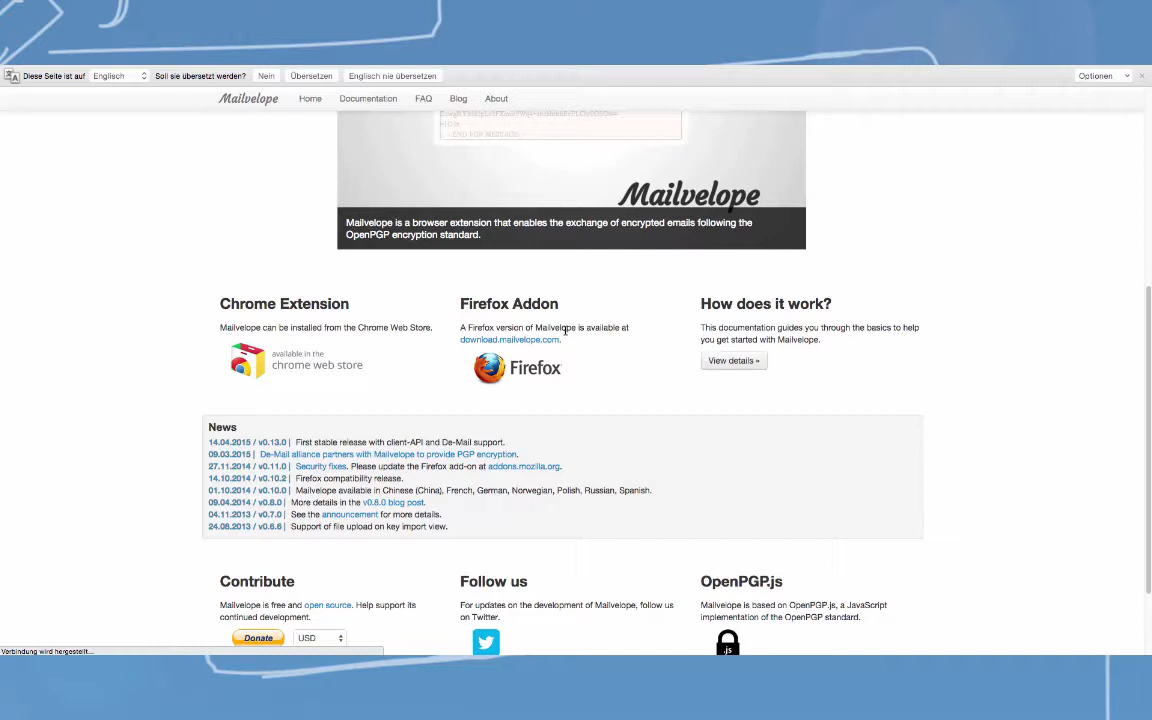 Diese Seite ist auf Englisch Soll sie übersetzt werden? Nein Übersetzen Englisch nie übersetzen Optionen
Mailvelope Home Documentation FAQ Blog About
END PGP MESSAGE
Mailvelope
Mailvelope is a browser extension that enables the exchange of encrypted emails following the
OpenPGP encryption standard.
Chrome Extension
Mailvelope can be installed from the Chrome Web Store.
available in the
chrome web store
Firefox Addon
A Firefox version of Mailvelope is available at
download.mailvelope.com.
Firefox
How does it work?
This documentation guides you through the basics to help
you get started with Mailvelope.
View details »
News
14.04.2015 / v0.13.0 | First stable release with client-API and De-Mail support.
09.03.2015 | De-Mail alliance partners with Mailvelope to provide PGP encryption.
27.11.2014 / v0.11.0 | Security fixes. Please update the Firefox add-on at addons.mozilla.org.
14.10.2014 / v0.10.2 | Firefox compatibility release.
01.10.2014 / v0.10.0 | Mailvelope available in Chinese (China), French, German, Norwegian, Polish, Russian, Spanish.
09.04.2014 / v0.8.0 | More details in the v0.8.0 blog post.
04.11.2013 / v0.7.0 | See the announcement for more details.
24.08.2013 / v0.6.6 | Support of file upload on key import view.
Contribute
Mailvelope is free and open source. Help support its
continued development.
Donate USD
Follow us
For updates on the development of Mailvelope, follow us
on Twitter.
OpenPGP.js
Mailvelope is based on OpenPGP.js, a JavaScript
implementation of the OpenPGP standard.
.js
Verbindung wird hergestellt...